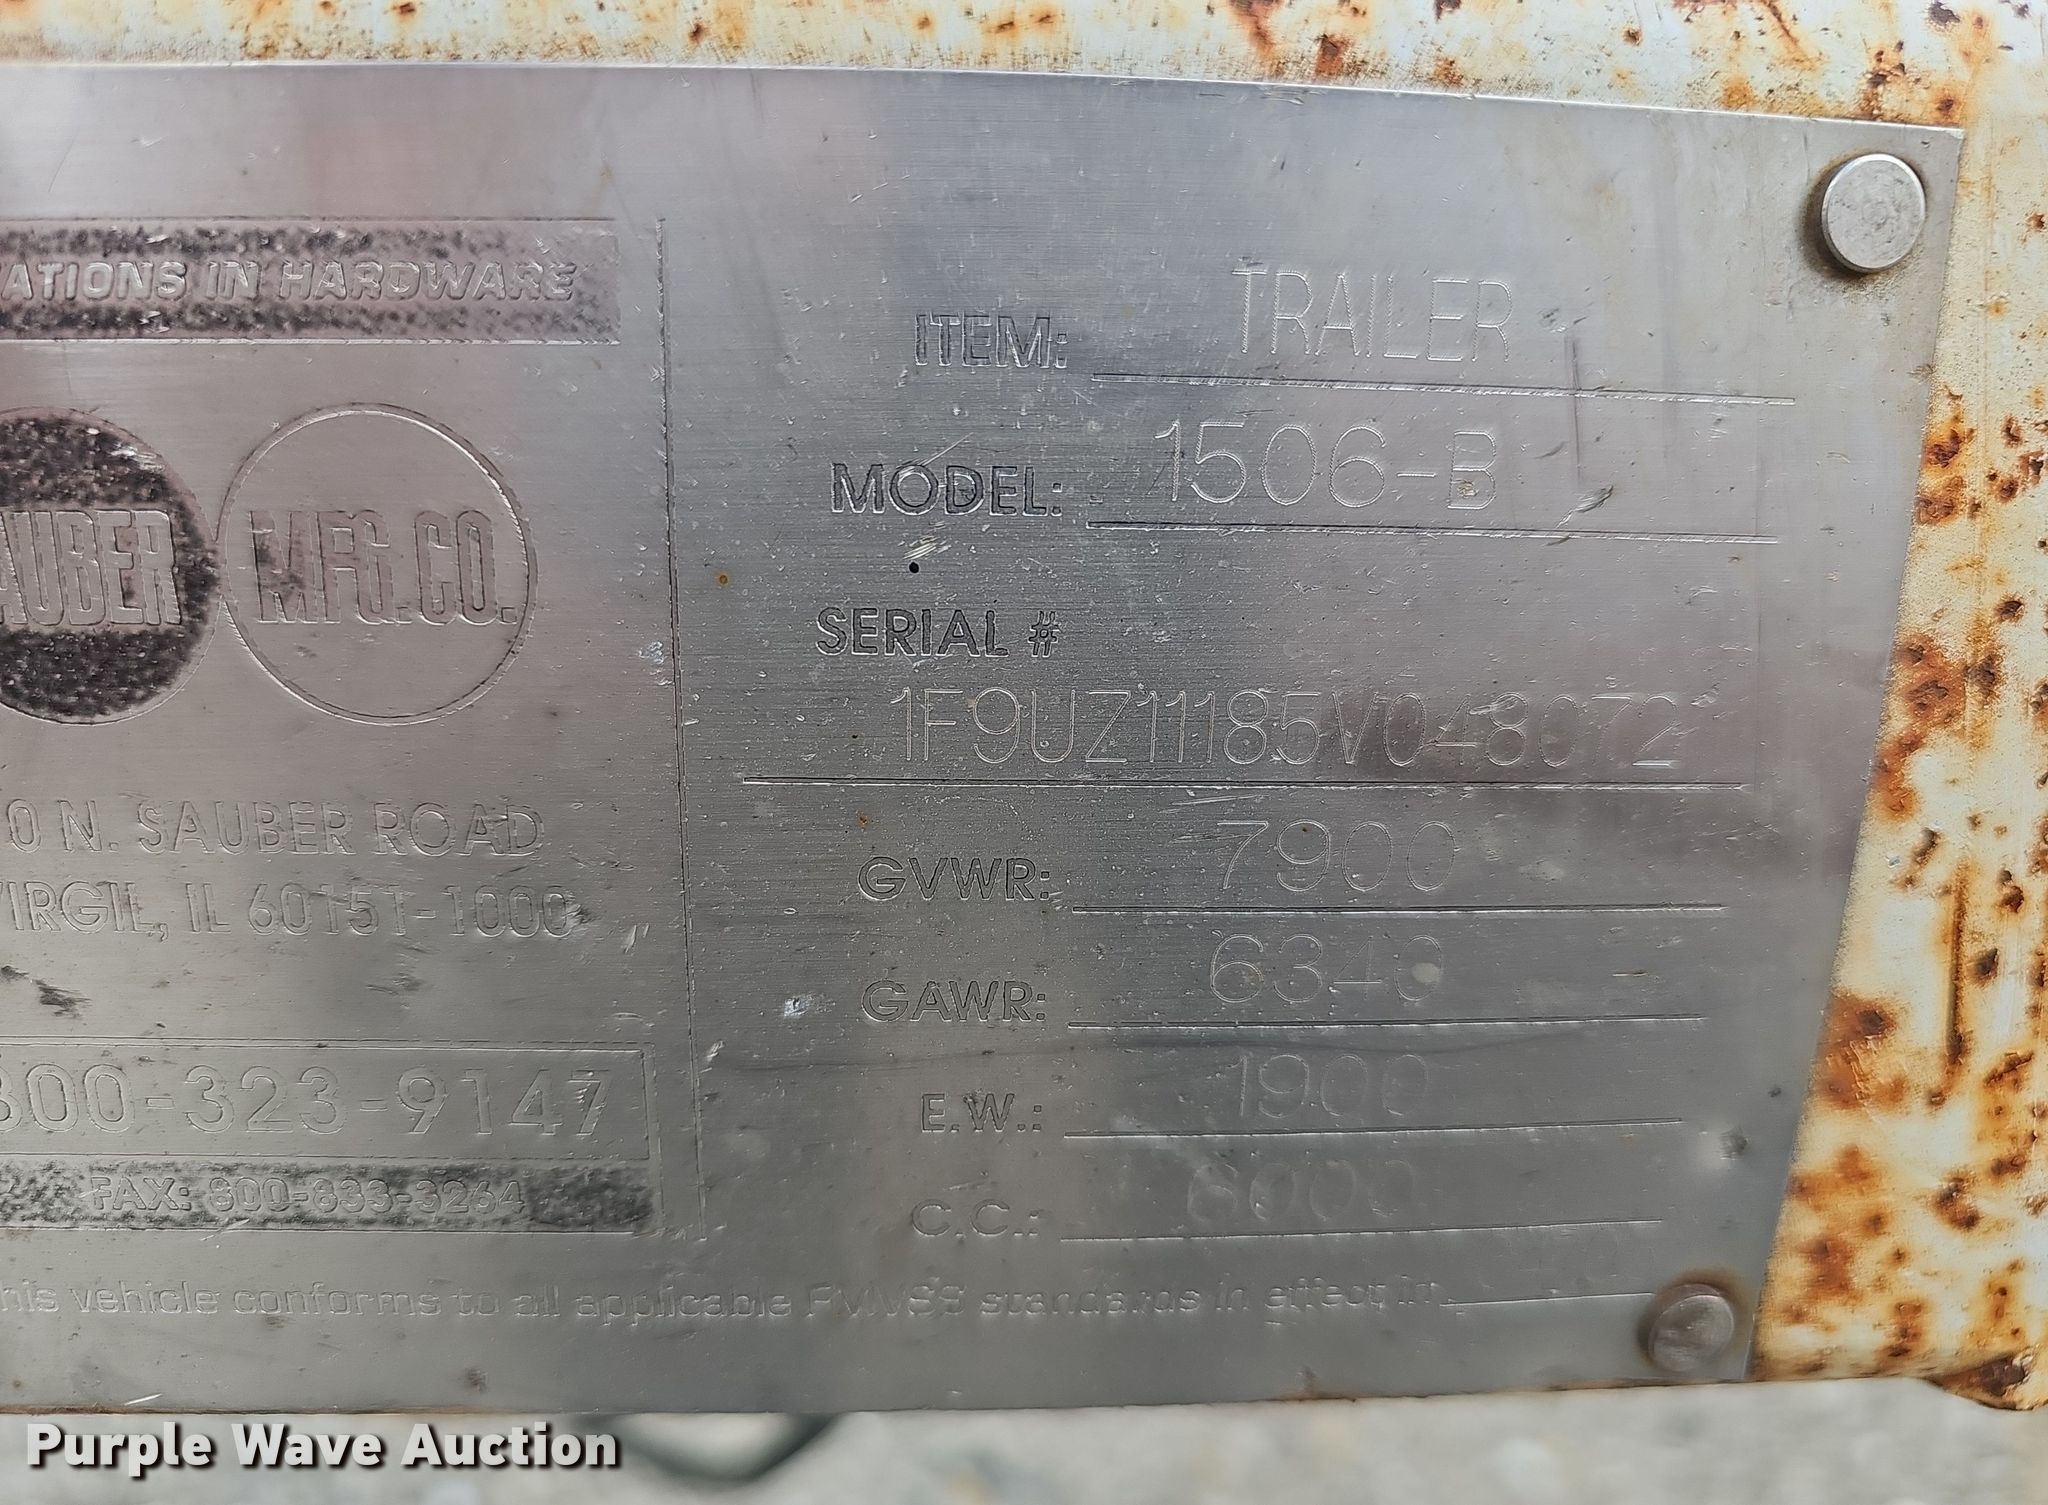 VATIONS IN HARDWARE
AUBER MFG.CO.
0 N. SAUBER ROAD
VIRGIL, IL 60151-1000
800-323-9147
FAX: 800-833-3264
ITEM: TRAILER
MODEL: 1506-B
SERIAL #
1F9UZ11185V048072
GVWR: 7900
GAWR: 6340
E.W.: 1900
C.C.: 6000
his vehicle conforms to all applicable FMVSS standards in effect in
Purple Wave Auction